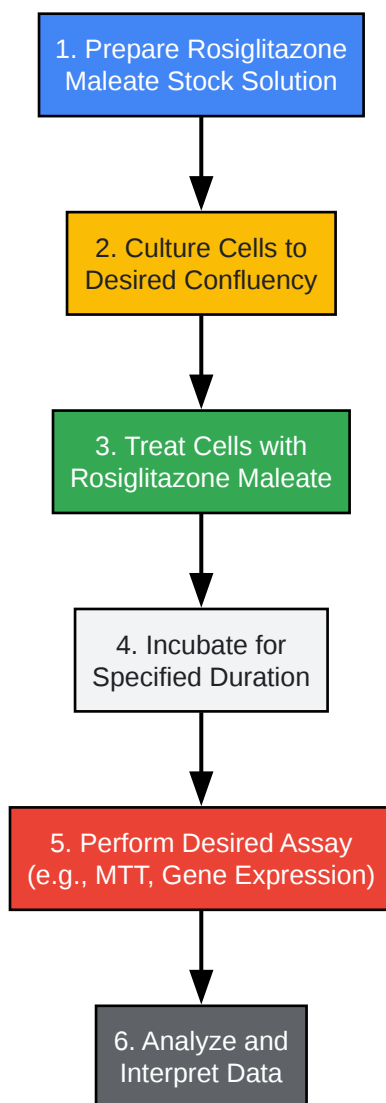 1. Prepare Rosiglitazone
Maleate Stock Solution
2. Culture Cells to
Desired Confluency
3. Treat Cells with
Rosiglitazone Maleate
4. Incubate for
Specified Duration
5. Perform Desired Assay
(e.g., MTT, Gene Expression)
6. Analyze and
Interpret Data